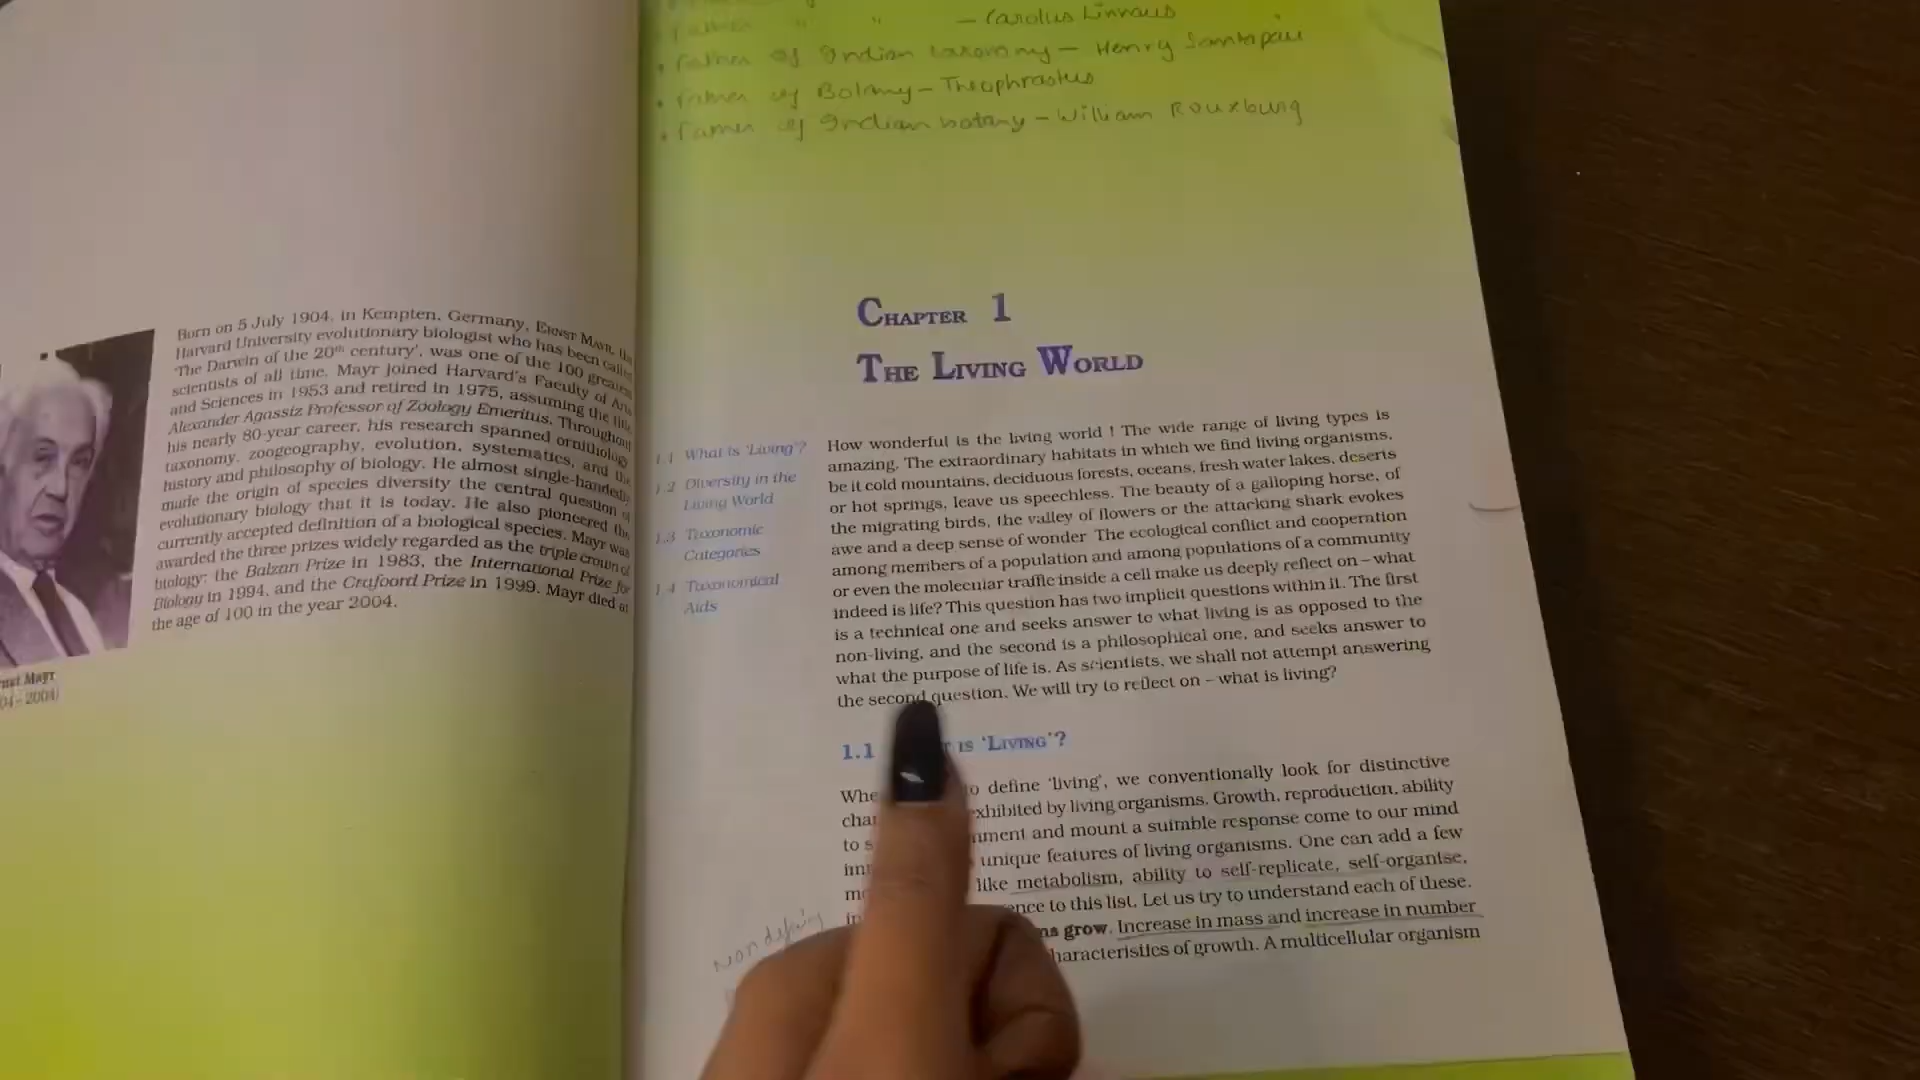 Born on 5 July 1904, in Kempten, Germany, ERNST MAYR, the
Harvard University evolutionary biologist who has been called
'The Darwin of the 20th century', was one of the 100 greatest
scientists of all time. Mayr joined Harvard's Faculty of Arts
and Sciences in 1953 and retired in 1975, assuming the title
Alexander Agassiz Professor of Zoology Emeritus. Throughout
his nearly 80-year career, his research spanned ornithology,
taxonomy, zoogeography, evolution, systematics, and the
history and philosophy of biology. He almost single-handedly
made the origin of species diversity the central question of
evolutionary biology that it is today. He also pioneered the
currently accepted definition of a biological species. Mayr was
awarded the three prizes widely regarded as the triple crown of
biology: the Balzan Prize in 1983, the International Prize for
Biology in 1994, and the Crafoord Prize in 1999. Mayr died at
the age of 100 in the year 2004.
Mayr
04 – 2004)
" – Carolus Linnaus
• Father of Indian taxonomy – Henry Santapau
• Father of Botany – Theophrastus
• Father of Indian botany – William Rouxburg
CHAPTER 1
THE LIVING WORLD
1.1 What is 'Living'?
1.2 Diversity in the
Living World
1.3 Taxonomic
Categories
1.4 Taxonomical
Aids
How wonderful is the living world ! The wide range of living types is
amazing. The extraordinary habitats in which we find living organisms,
be it cold mountains, deciduous forests, oceans, fresh water lakes, deserts
or hot springs, leave us speechless. The beauty of a galloping horse, of
the migrating birds, the valley of flowers or the attacking shark evokes
awe and a deep sense of wonder. The ecological conflict and cooperation
among members of a population and among populations of a community
or even the molecular traffic inside a cell make us deeply reflect on – what
indeed is life? This question has two implicit questions within it. The first
is a technical one and seeks answer to what living is as opposed to the
non-living, and the second is a philosophical one, and seeks answer to
what the purpose of life is. As scientists, we shall not attempt answering
the second question. We will try to reflect on – what is living?
1.1 IS 'LIVING'?
Whe o define 'living', we conventionally look for distinctive
cha exhibited by living organisms. Growth, reproduction, ability
to s nment and mount a suitable response come to our mind
im unique features of living organisms. One can add a few
mo like metabolism, ability to self-replicate, self-organise,
in ence to this list. Let us try to understand each of these.
ns grow. Increase in mass and increase in number
haracteristics of growth. A multicellular organism
Non defining